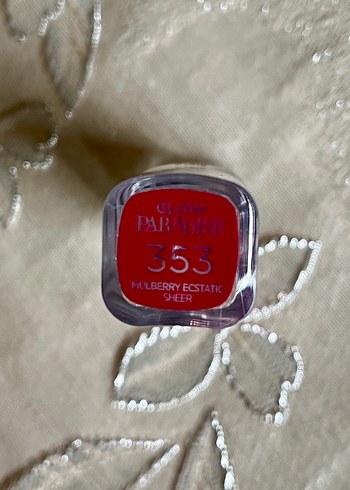 GLOW
PARADISE
353
MULBERRY ECSTATIC
SHEER